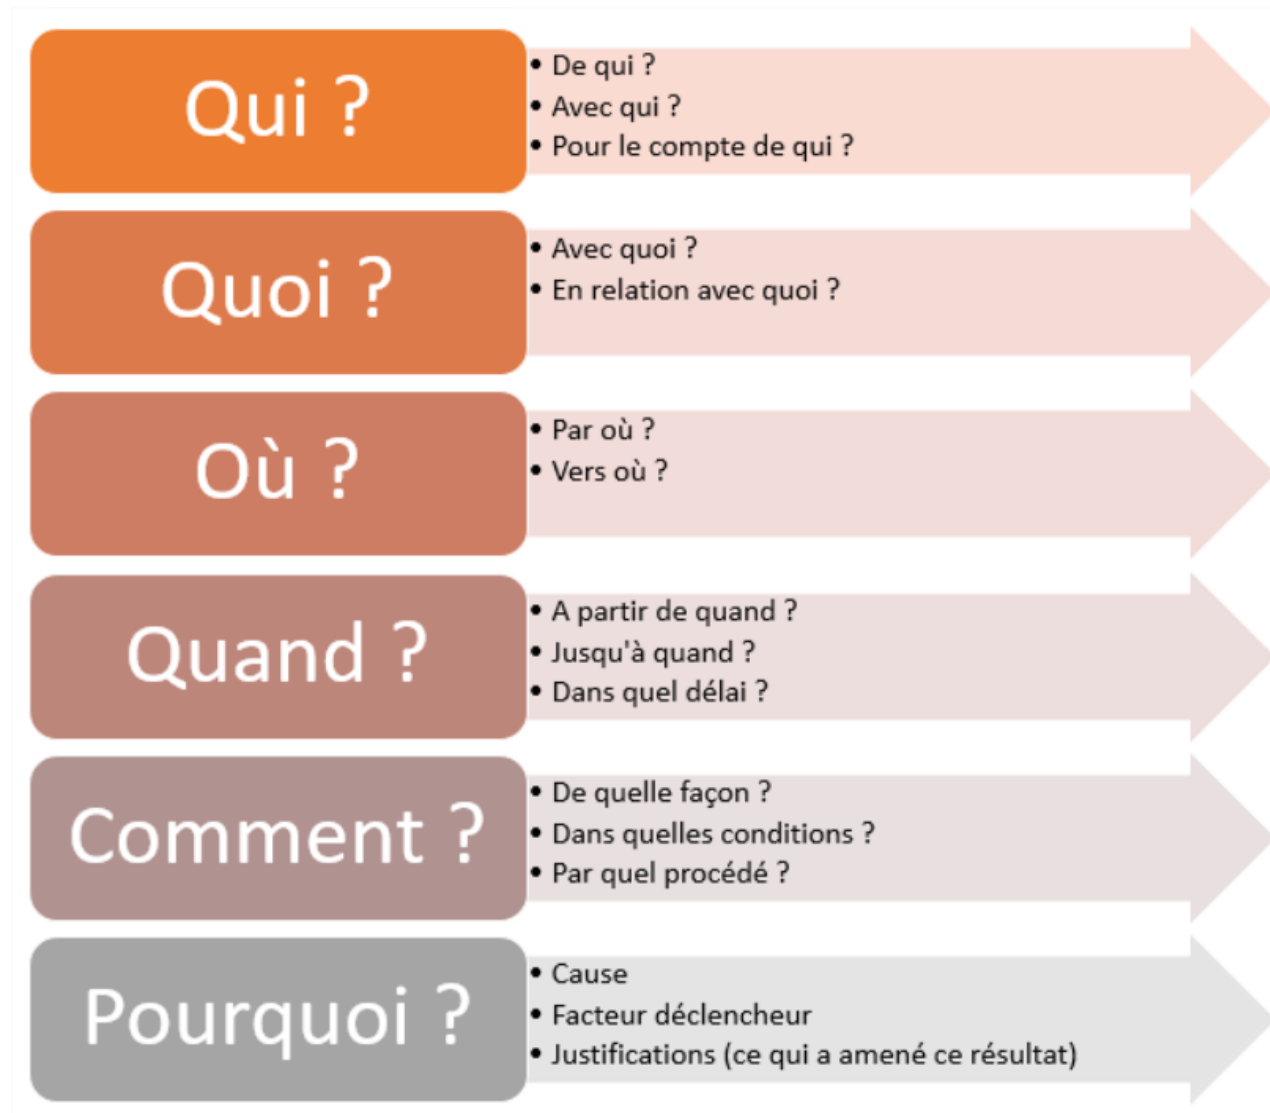 Qui ?
• De qui ?
• Avec qui ?
• Pour le compte de qui ?
Quoi ?
• Avec quoi ?
• En relation avec quoi ?
Où ?
• Par où ?
• Vers où ?
Quand ?
• A partir de quand ?
• Jusqu'à quand ?
• Dans quel délai ?
Comment ?
• De quelle façon ?
• Dans quelles conditions ?
• Par quel procédé ?
Pourquoi ?
• Cause
• Facteur déclencheur
• Justifications (ce qui a amené ce résultat)